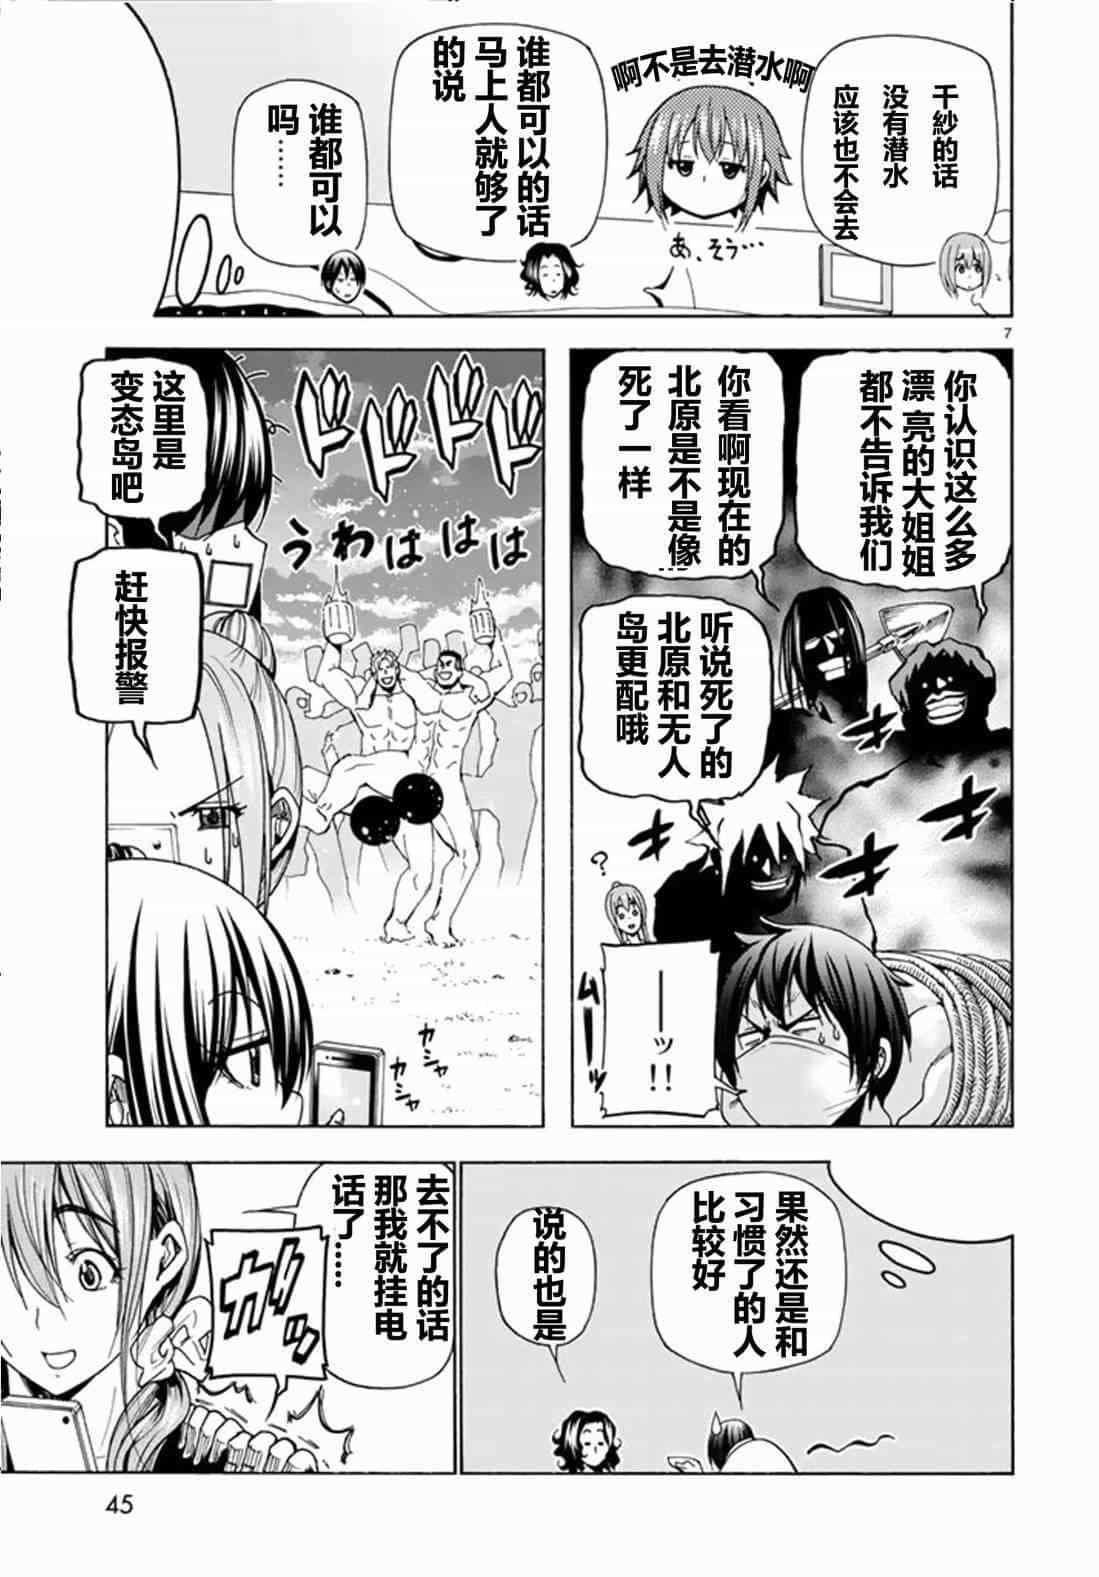 千紗的话
没有潜水
应该也不会去
啊不是去潜水啊
あ、そう…
谁都可以的话
马上人就够了
的说
谁都可以
吗……
7
你认识这么多
漂亮的大姐姐
都不告诉我们
你看啊现在的
北原是不是像
死了一样
听说死了的
北原和无人
岛更配哦
?
ーーッ!!
ムーッ
ドドドド
うわははは
这里是
变态岛吧
赶快报警
カシャ
カシャ
果然还是和
习惯了的人
比较好
说的也是
去不了的话
那我就挂电
话了……
ガガッ
45